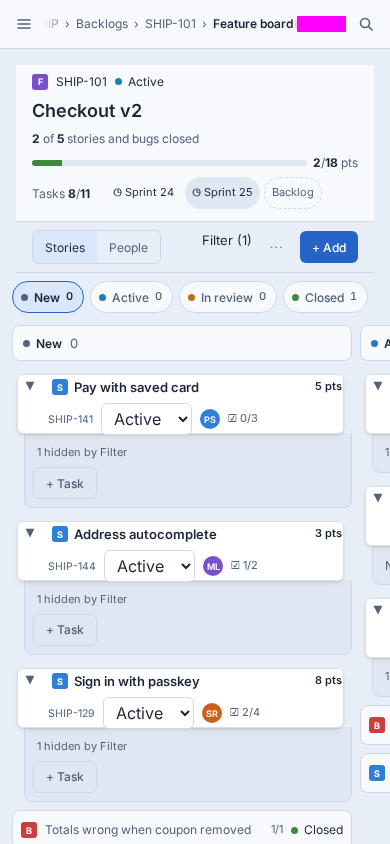 IP › Backlogs › SHIP-101 › Feature board
F SHIP-101 Active
Checkout v2
2 of 5 stories and bugs closed
2/18 pts
Tasks 8/11 Sprint 24 Sprint 25 Backlog
Stories People Filter (1) ... + Add
New 0 Active 0 In review 0 Closed 1
New 0
S Pay with saved card 5 pts
SHIP-141 Active PS ☑ 0/3
1 hidden by Filter
+ Task
S Address autocomplete 3 pts
SHIP-144 Active ML ☑ 1/2
1 hidden by Filter
+ Task
S Sign in with passkey 8 pts
SHIP-129 Active SR ☑ 2/4
B
1 hidden by Filter
S
+ Task
B Totals wrong when coupon removed 1/1 Closed